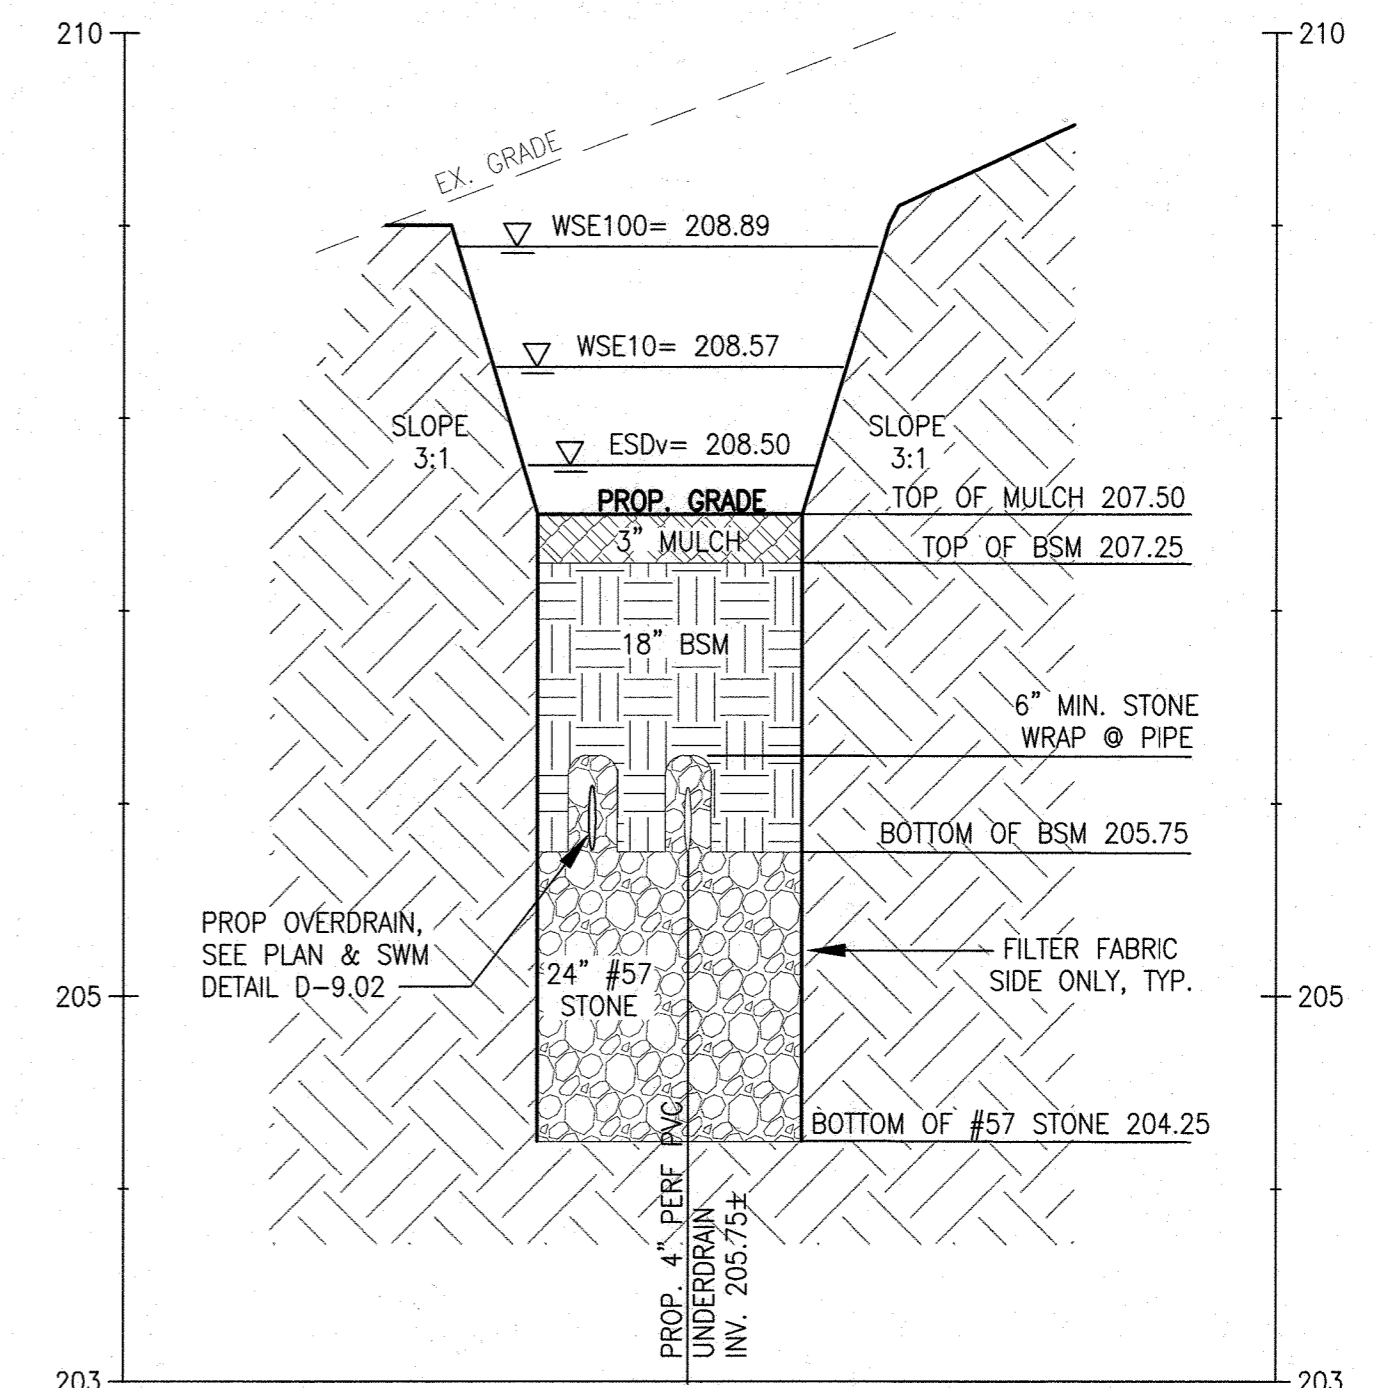 210
210
EX. GRADE
WSE100= 208.89
WSE10= 208.57
SLOPE
3:1
ESDv= 208.50
SLOPE
3:1
PROP. GRADE
TOP OF MULCH 207.50
3" MULCH
TOP OF BSM 207.25
18" BSM
6" MIN. STONE
WRAP @ PIPE
BOTTOM OF BSM 205.75
PROP OVERDRAIN,
SEE PLAN & SWM
DETAIL D-9.02
24" #57
STONE
FILTER FABRIC
SIDE ONLY, TYP.
205
205
BOTTOM OF #57 STONE 204.25
PROP. 4" PERF PVC
UNDERDRAIN
INV. 205.75±
203
203